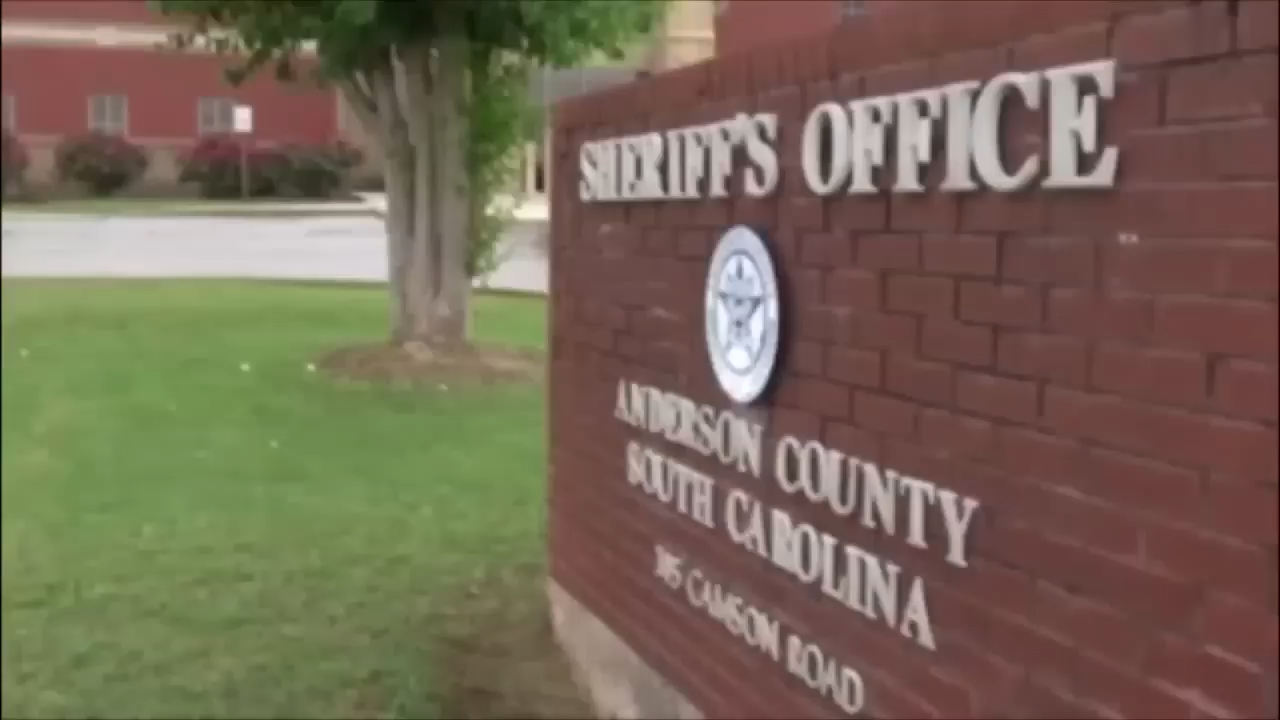 SHERIFF'S OFFICE
ANDERSON COUNTY
SOUTH CAROLINA
CAMSON ROAD